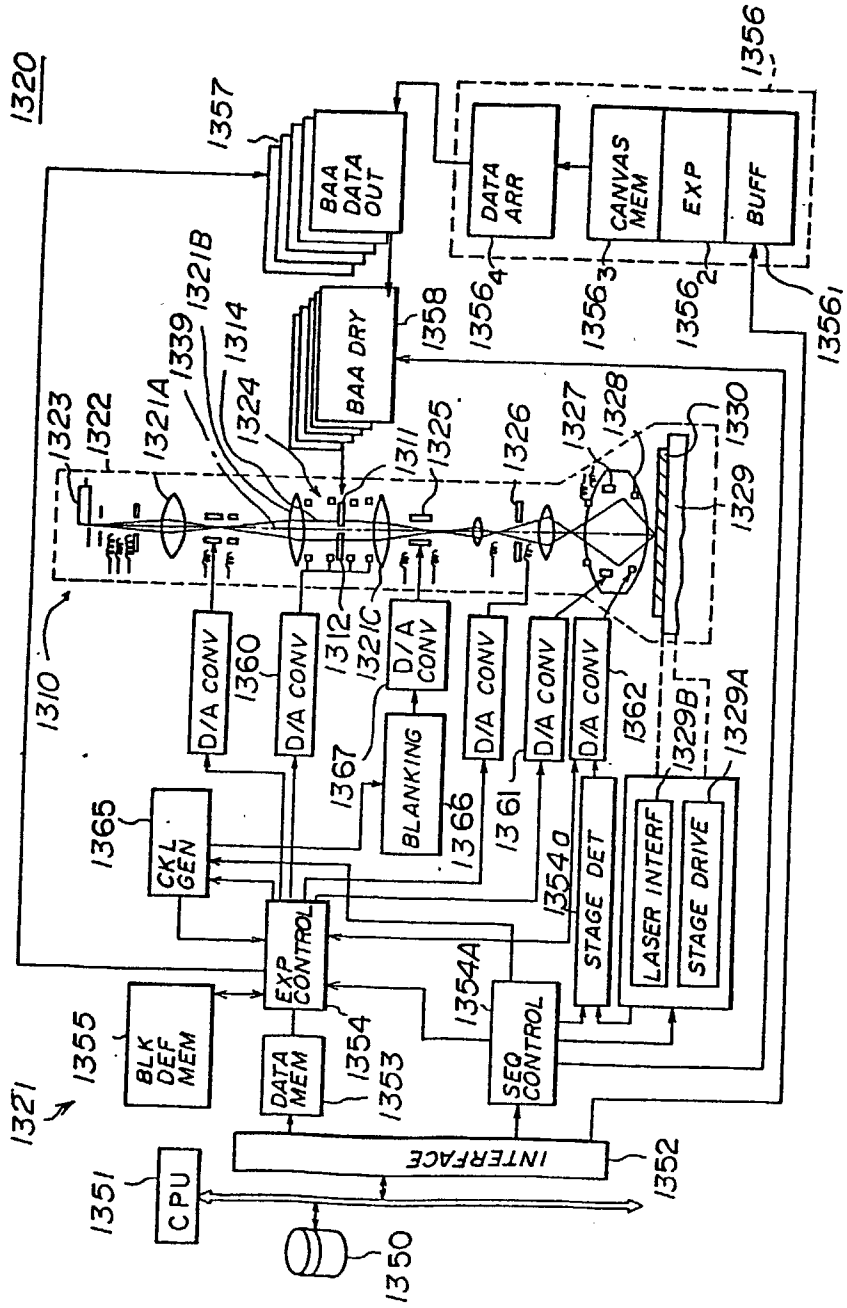 1320
1310
1323
1322
1321A
1339
1321B
1314
1324
1357
BAA
DATA
OUT
BAA DRY
1358
1356
DATA
ARR
CANVAS
MEM
EXP
BUFF
1356₄
1356₃
1356₂
1356₁
1311
1325
1326
1327
1328
1330
1329
1312
1321C
D/A CONV
1360
D/A CONV
D/A
CONV
1367
BLANKING
1366
D/A CONV
D/A CONV
1361
D/A CONV
1362
1365
CKL
GEN
1321
1355
BLK
DEF
MEM
EXP
CONTROL
1354
DATA
MEM
1353
1354A
SEQ
CONTROL
1354a
STAGE DET
1329B
1329A
LASER INTERF
STAGE DRIVE
1351
CPU
INTERFACE
1352
1350